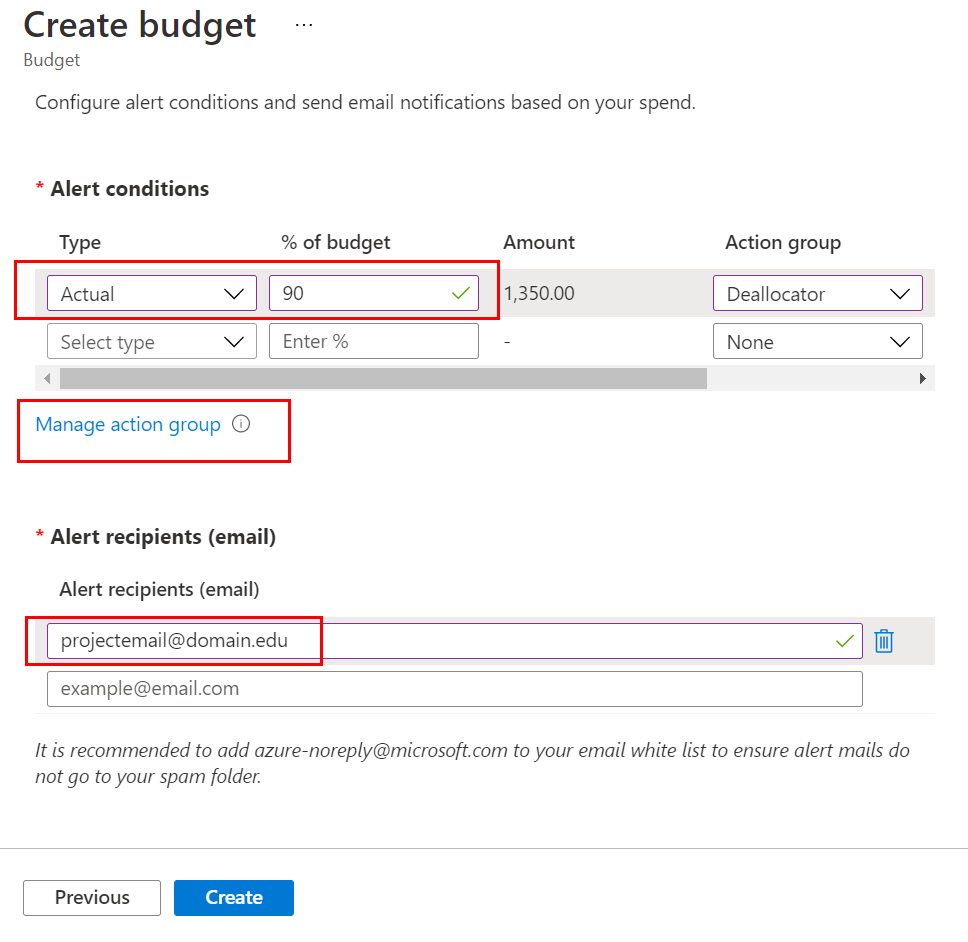 Create budget ...
Budget
Configure alert conditions and send email notifications based on your spend.
* Alert conditions
Type % of budget Amount Action group
Actual 90 1,350.00 Deallocator
Select type Enter % - None
Manage action group
* Alert recipients (email)
Alert recipients (email)
projectemail@domain.edu
example@email.com
It is recommended to add azure-noreply@microsoft.com to your email white list to ensure alert mails do
not go to your spam folder.
Previous Create